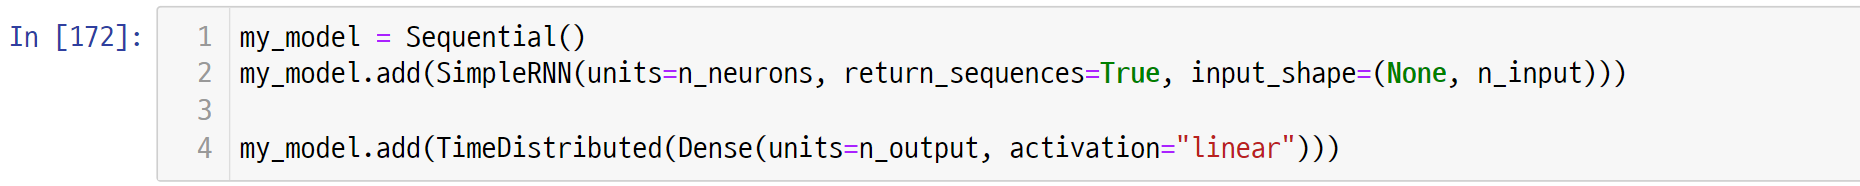 In [172]:
1 my_model = Sequential()
2 my_model.add(SimpleRNN(units=n_neurons, return_sequences=True, input_shape=(None, n_input)))
3
4 my_model.add(TimeDistributed(Dense(units=n_output, activation="linear")))